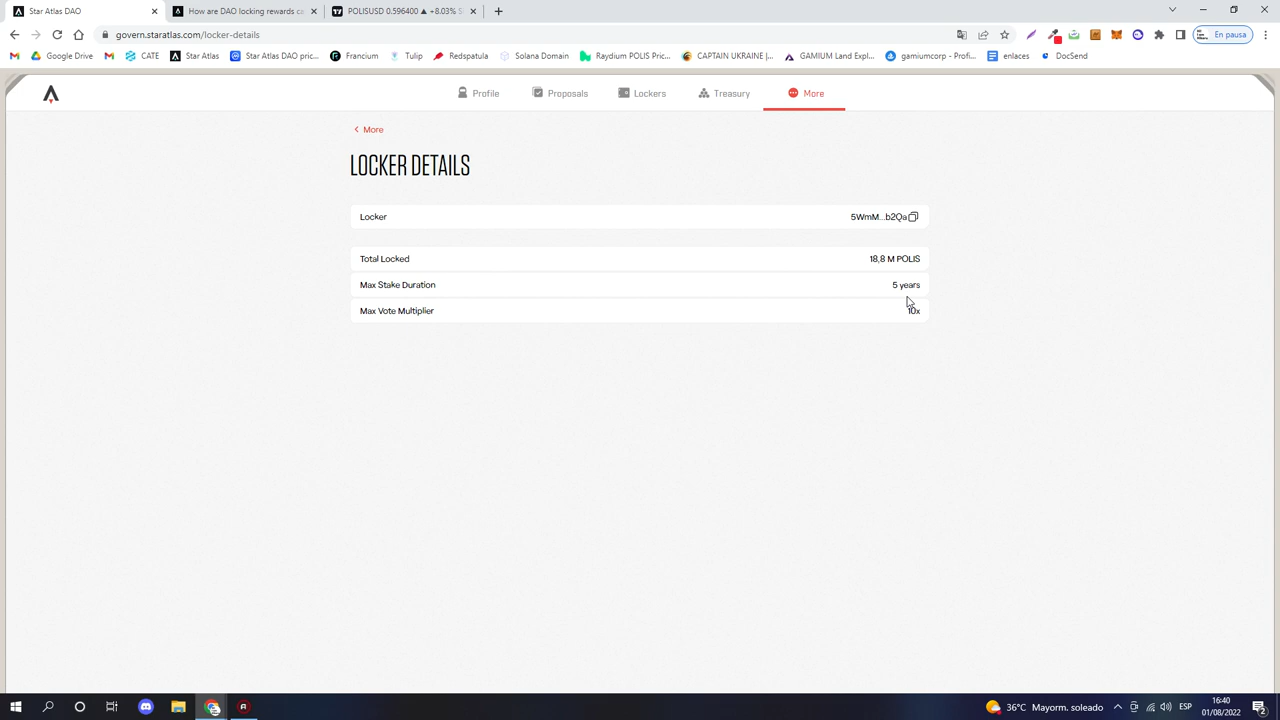 Star Atlas DAO
How are DAO locking rewards ca
POLISUSD 0.596400 ▲ +8.03%
govern.staratlas.com/locker-details
En pausa
Google Drive
CATE
Star Atlas
Star Atlas DAO pric...
Francium
Tulip
Redspatula
Solana Domain
Raydium POLIS Pric...
CAPTAIN UKRAINE |...
GAMIUM Land Expl...
gamiumcorp - Profi...
enlaces
DocSend
Profile
Proposals
Lockers
Treasury
More
More
LOCKER DETAILS
Locker 5WmM...b2Qa
Total Locked 18,8 M POLIS
Max Stake Duration 5 years
Max Vote Multiplier 10x
36°C Mayorm. soleado
ESP
16:40
01/08/2022
2